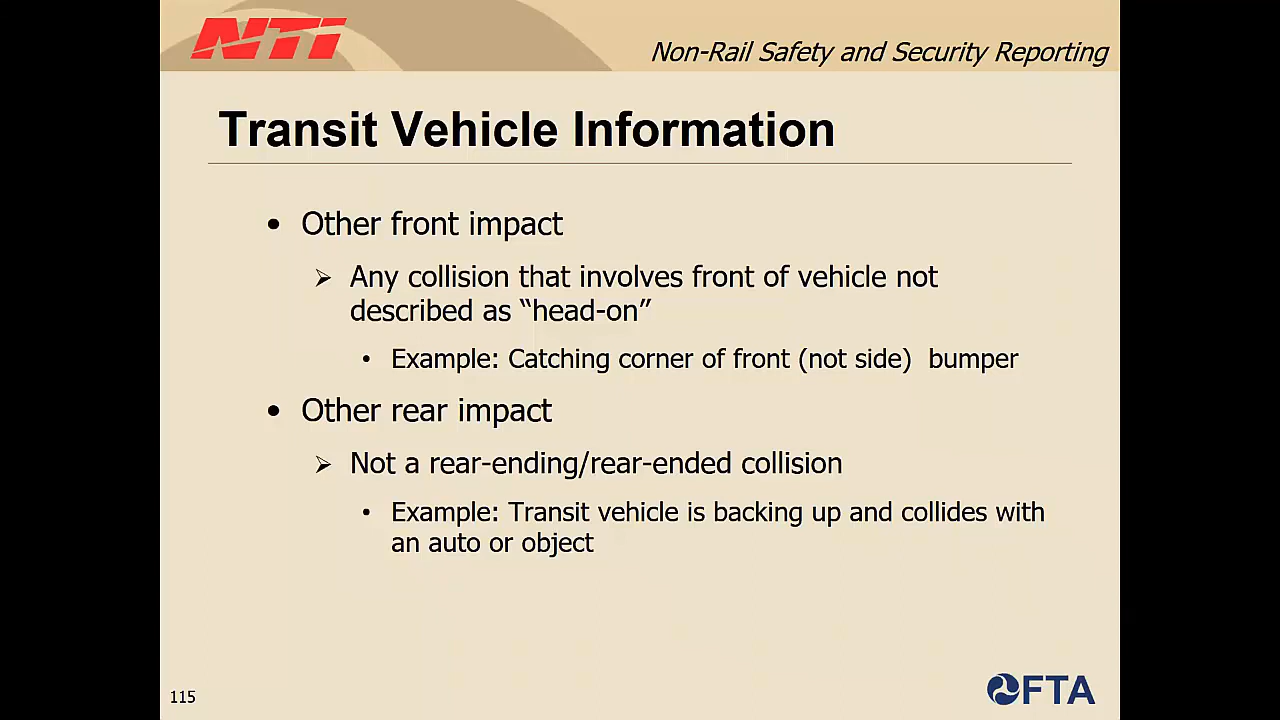 NTI
Non-Rail Safety and Security Reporting
Transit Vehicle Information
• Other front impact
➢ Any collision that involves front of vehicle not
described as “head-on”
• Example: Catching corner of front (not side)  bumper
• Other rear impact
➢ Not a rear-ending/rear-ended collision
• Example: Transit vehicle is backing up and collides with
an auto or object
115
FTA